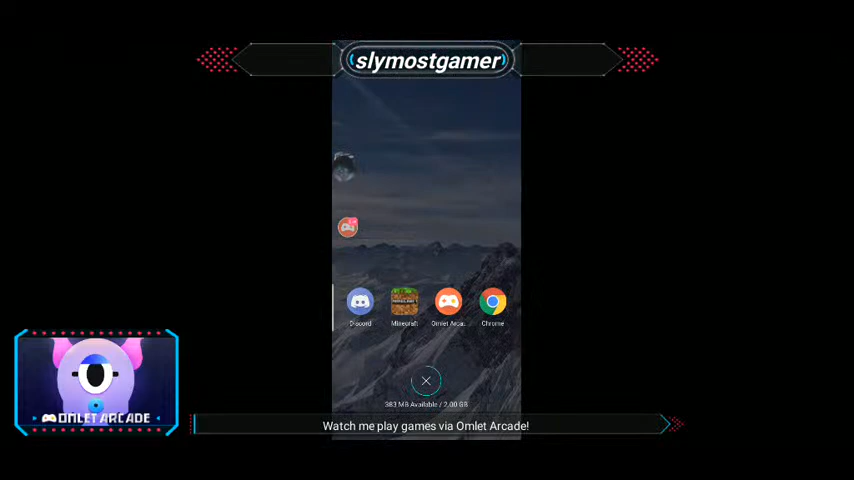 slymostgamer
Discord
Minecraft
Omlet Arca..
Chrome
383 MB Available / 2.00 GB
OMLET ARCADE
Watch me play games via Omlet Arcade!